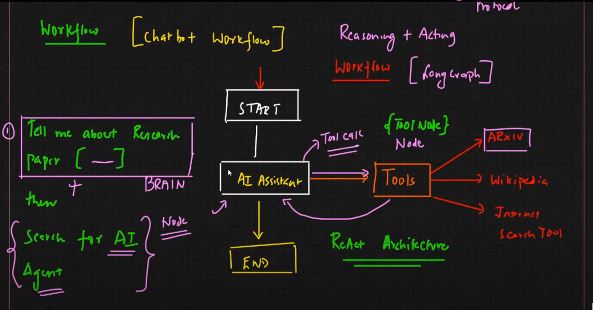 Protocol
Workflow [Chatbot Workflow]
Reasoning + Acting
Workflow [Langgraph]
START
① Tell me about Research
paper [ — ]
+
BRAIN
then
Search for AI
Agent
Node
AI Assistant
Tool call
{Tool Node}
Node
Tools
ARXIV
Wikipedia
Internet
Search Tool
END
ReAct Architecture